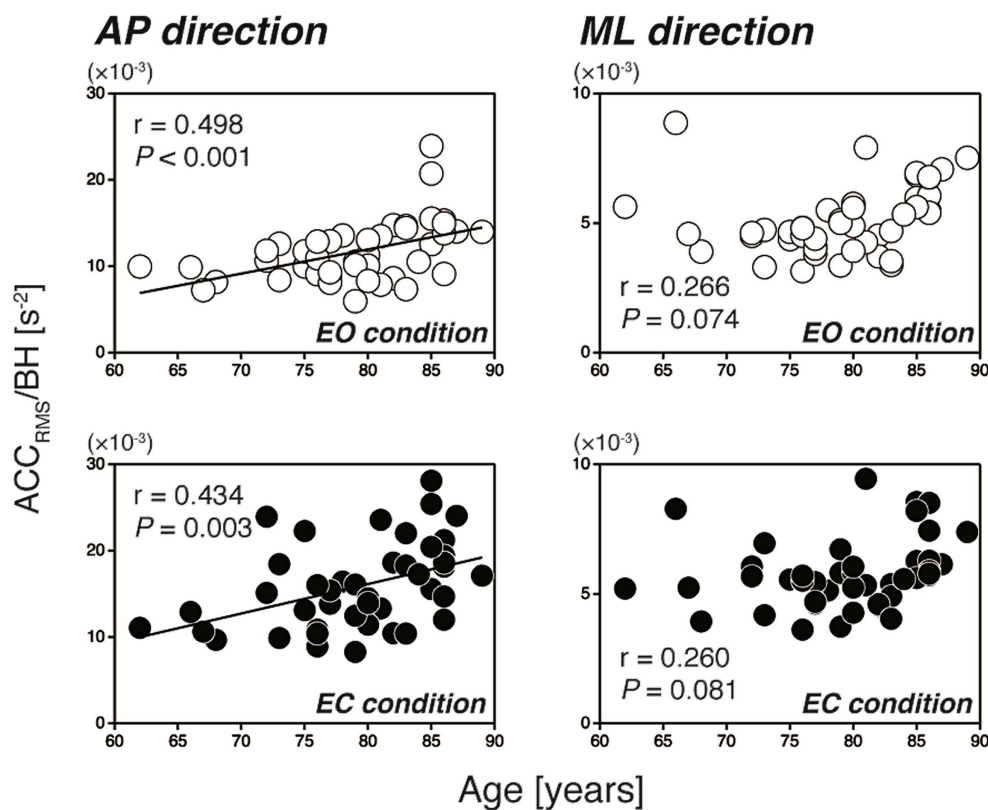 AP direction
ML direction
(×10⁻³)
(×10⁻³)
30
20
10
0
r = 0.498
P < 0.001
EO condition
60 65 70 75 80 85 90
10
5
0
r = 0.266
P = 0.074
EO condition
60 65 70 75 80 85 90
ACC_RMS/BH [s⁻²]
(×10⁻³)
(×10⁻³)
30
20
10
0
r = 0.434
P = 0.003
EC condition
60 65 70 75 80 85 90
10
5
0
r = 0.260
P = 0.081
EC condition
60 65 70 75 80 85 90
Age [years]